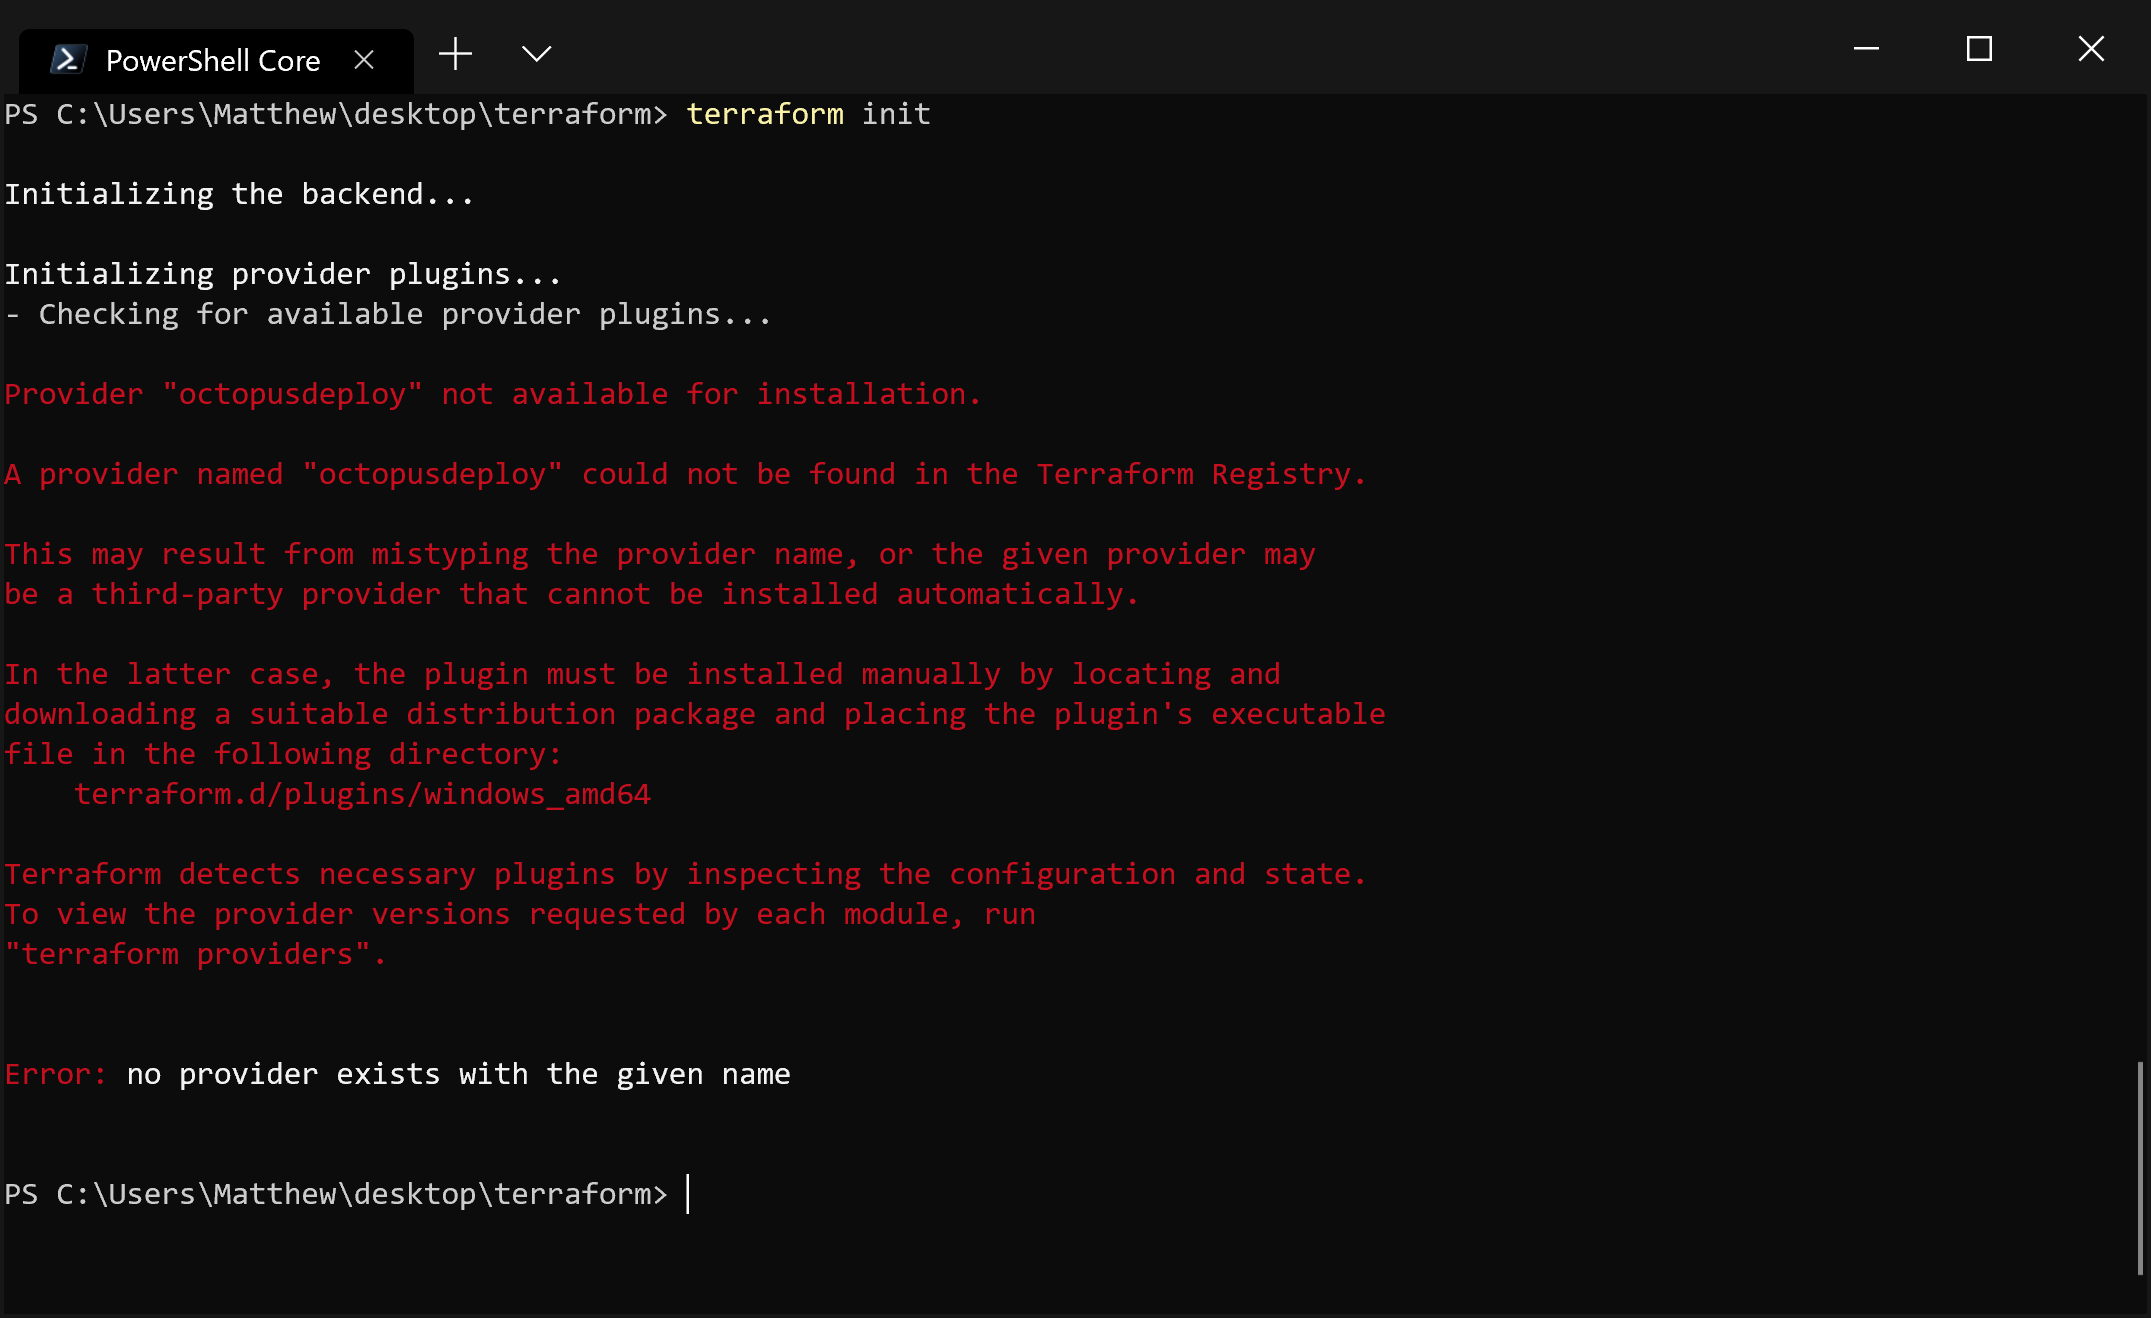 PowerShell Core
PS C:\Users\Matthew\desktop\terraform> terraform init
Initializing the backend...
Initializing provider plugins...
- Checking for available provider plugins...
Provider "octopusdeploy" not available for installation.
A provider named "octopusdeploy" could not be found in the Terraform Registry.
This may result from mistyping the provider name, or the given provider may
be a third-party provider that cannot be installed automatically.
In the latter case, the plugin must be installed manually by locating and
downloading a suitable distribution package and placing the plugin's executable
file in the following directory:
    terraform.d/plugins/windows_amd64
Terraform detects necessary plugins by inspecting the configuration and state.
To view the provider versions requested by each module, run
"terraform providers".
Error: no provider exists with the given name
PS C:\Users\Matthew\desktop\terraform>